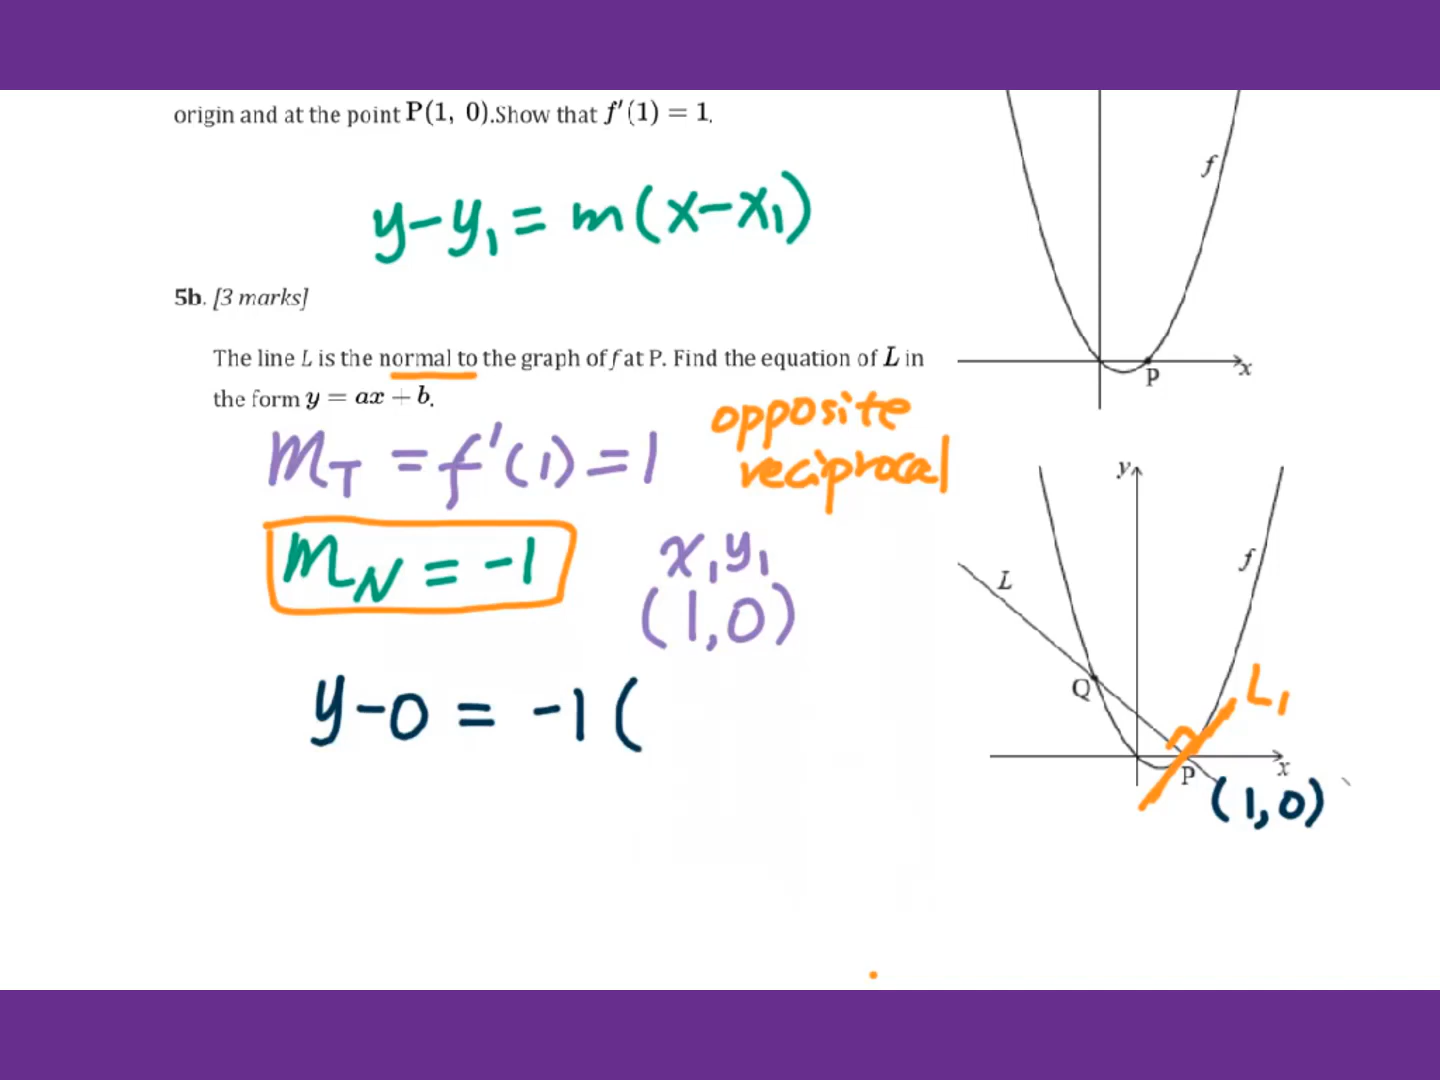 origin and at the point P(1, 0).Show that f′(1) = 1.
f
y-y₁ = m(x-x₁)
5b. [3 marks]
The line L is the normal to the graph of f at P. Find the equation of L in
the form y = ax + b.
x
P
opposite
reciprocal
m_T = f'(1) = 1
m_N = -1
x₁y₁
(1,0)
y-0 = -1(
y
f
L
Q
L₁
x
P
(1,0)